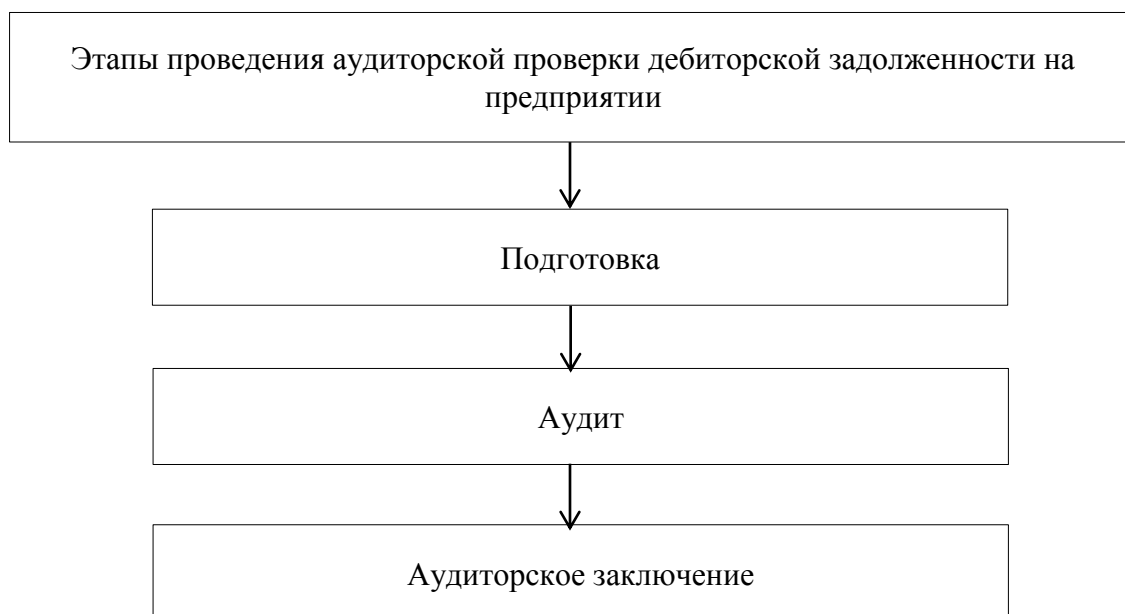 Этапы проведения аудиторской проверки дебиторской задолженности на
предприятии
Подготовка
Аудит
Аудиторское заключение